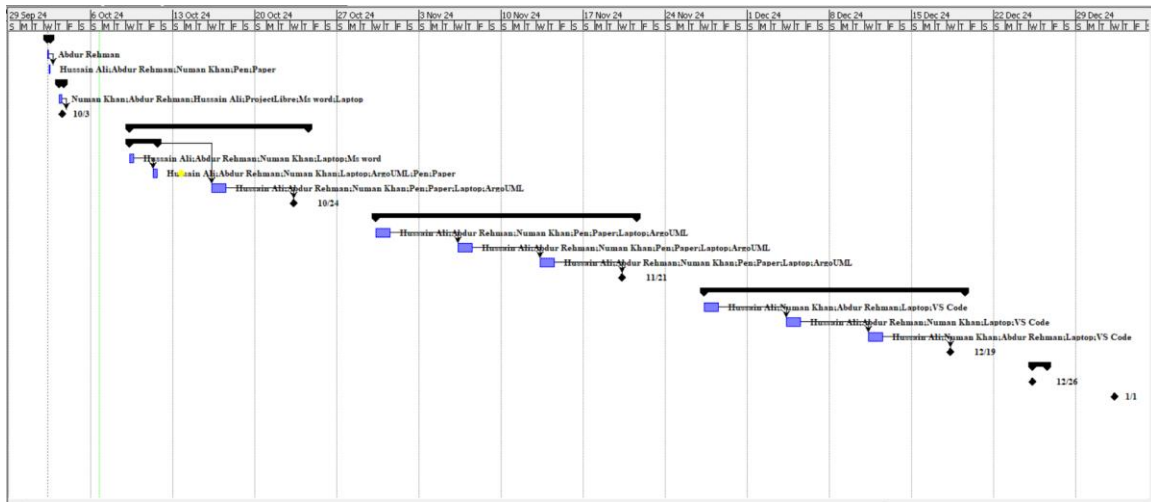 29 Sep 24 6 Oct 24 13 Oct 24 20 Oct 24 27 Oct 24 3 Nov 24 10 Nov 24 17 Nov 24 24 Nov 24 1 Dec 24 8 Dec 24 15 Dec 24 22 Dec 24 29 Dec 24
S M T W T F S S M T W T F S S M T W T F S S M T W T F S S M T W T F S S M T W T F S S M T W T F S S M T W T F S S M T W T F S S M T W T F S S M T W T F S S M T W T F S S M T W T F S S M T W T F S
Abdur Rehman
Hussain Ali;Abdur Rehman;Numan Khan;Pen;Paper
Numan Khan;Abdur Rehman;Hussain Ali;ProjectLibre;Ms word;Laptop
10/3
Hussain Ali;Abdur Rehman;Numan Khan;Laptop;Ms word
Hussain Ali;Abdur Rehman;Numan Khan;Laptop;ArgoUML;Pen;Paper
Hussain Ali;Abdur Rehman;Numan Khan;Pen;Paper;Laptop;ArgoUML
10/24
Hussain Ali;Abdur Rehman;Numan Khan;Pen;Paper;Laptop;ArgoUML
Hussain Ali;Abdur Rehman;Numan Khan;Pen;Paper;Laptop;ArgoUML
Hussain Ali;Abdur Rehman;Numan Khan;Pen;Paper;Laptop;ArgoUML
11/21
Hussain Ali;Numan Khan;Abdur Rehman;Laptop;VS Code
Hussain Ali;Abdur Rehman;Numan Khan;Laptop;VS Code
Hussain Ali;Numan Khan;Abdur Rehman;Laptop;VS Code
12/19
12/26
1/1